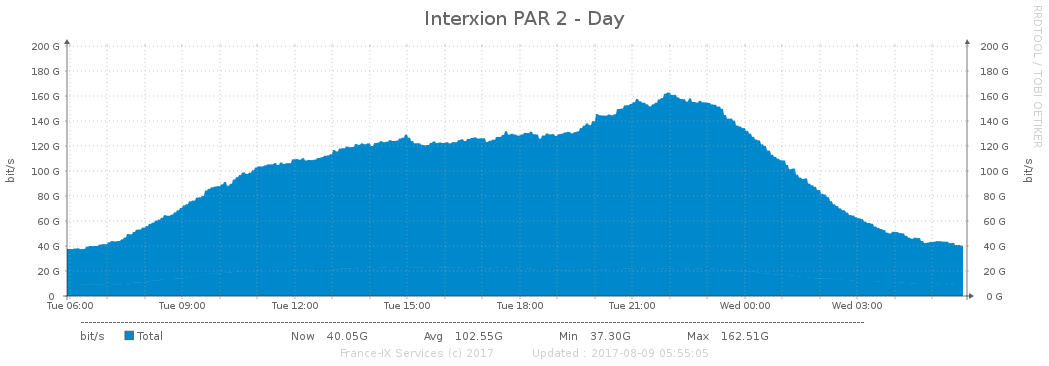 Interxion PAR 2 - Day
RRDTOOL / TOBI OETIKER
200 G 200 G
180 G 180 G
160 G 160 G
140 G 140 G
120 G 120 G
100 G 100 G
80 G 80 G
60 G 60 G
40 G 40 G
20 G 20 G
0 0 G
bit/s bit/s
Tue 06:00 Tue 09:00 Tue 12:00 Tue 15:00 Tue 18:00 Tue 21:00 Wed 00:00 Wed 03:00
bit/s Total Now 40.05G Avg 102.55G Min 37.30G Max 162.51G
France-IX Services (c) 2017 Updated : 2017-08-09 05:55:05